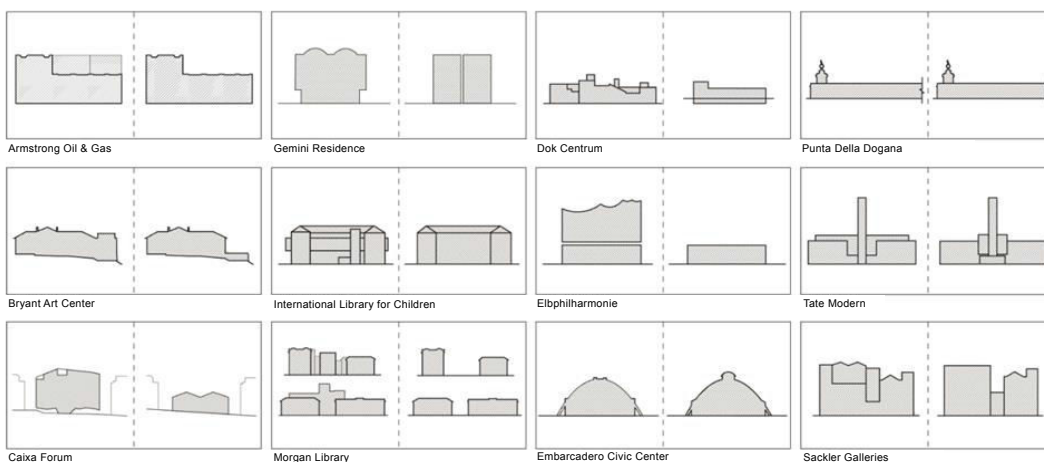 Armstrong Oil & Gas
Gemini Residence
Dok Centrum
Punta Della Dogana
Bryant Art Center
International Library for Children
Elbphilharmonie
Tate Modern
Caixa Forum
Morgan Library
Embarcadero Civic Center
Sackler Galleries